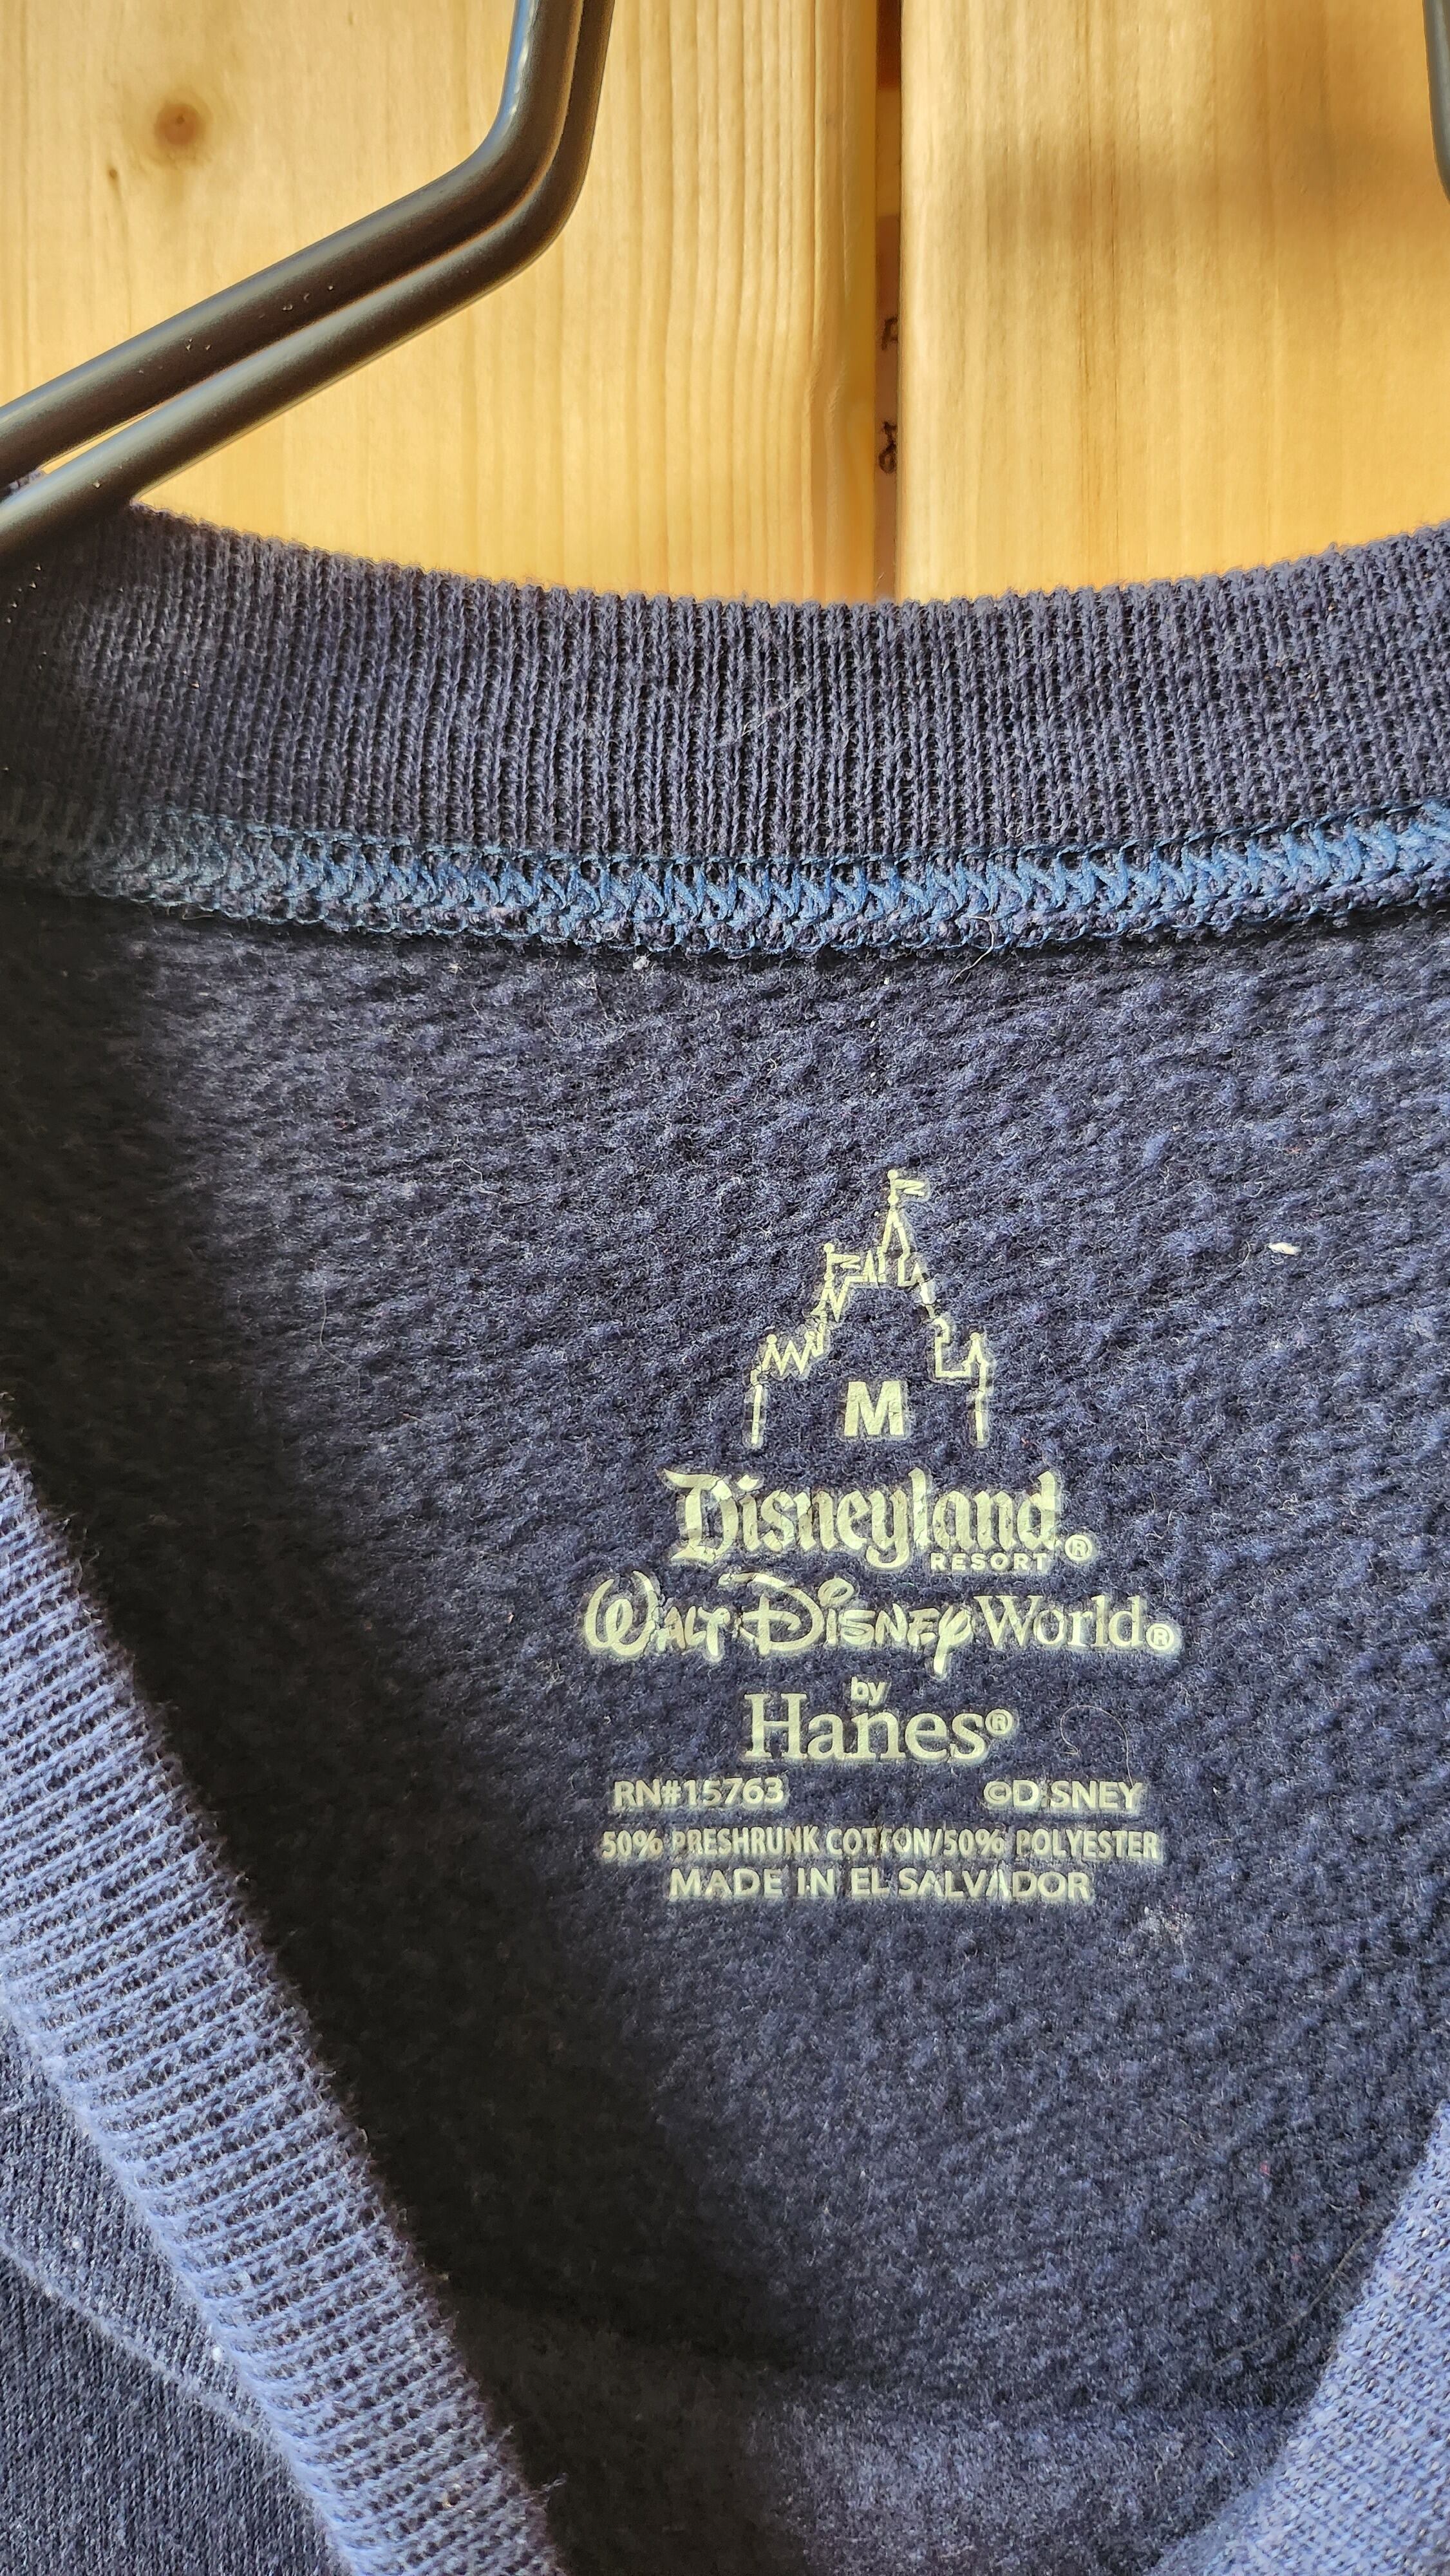 M
Disneyland®
RESORT
WALT DISNEY World®
by
Hanes®
RN#15763 ©DISNEY
50% PRESHRUNK COTTON/50% POLYESTER
MADE IN EL SALVADOR